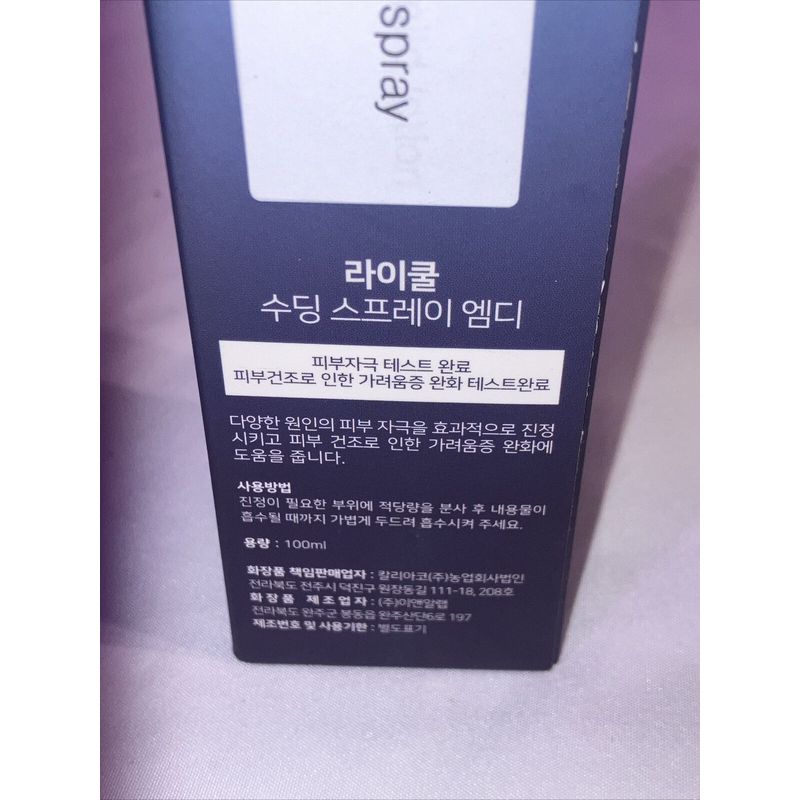 spray
라이쿨
수딩 스프레이 엠디
피부자극 테스트 완료
피부건조로 인한 가려움증 완화 테스트완료
다양한 원인의 피부 자극을 효과적으로 진정
시키고 피부 건조로 인한 가려움증 완화에
도움을 줍니다.
사용방법
진정이 필요한 부위에 적당량을 분사 후 내용물이
흡수될 때까지 가볍게 두드려 흡수시켜 주세요.
용량 : 100ml
화장품 책임판매업자 : 칼리아코(주)농업회사법인
전라북도 전주시 덕진구 원장동길 111-18, 208호
화장품 제조업자 : (주)이앤알랩
전라북도 완주군 봉동읍 완주산단6로 197
제조번호 및 사용기한 : 별도표기